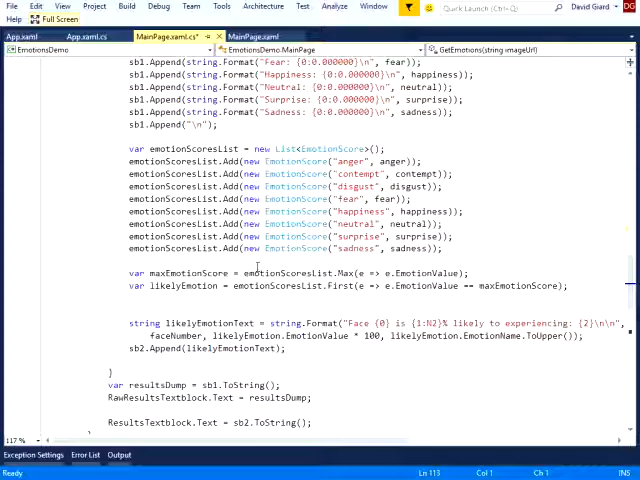 File Edit View Project Build Debug Team Tools Architecture Test Analyze Window Quick Launch (Ctrl+Q) David Giard DG
Help Full Screen
App.xaml App.xaml.cs MainPage.xaml.cs* MainPage.xaml
EmotionsDemo EmotionsDemo.MainPage GetEmotions(string imageUrl)
sb1.Append(string.Format("Fear: {0:0.000000}\n", fear));
sb1.Append(string.Format("Happiness: {0:0.000000}\n", happiness));
sb1.Append(string.Format("Neutral: {0:0.000000}\n", neutral));
sb1.Append(string.Format("Surprise: {0:0.000000}\n", surprise));
sb1.Append(string.Format("Sadness: {0:0.000000}\n", sadness));
sb1.Append("\n");
var emotionScoresList = new List<EmotionScore>();
emotionScoresList.Add(new EmotionScore("anger", anger));
emotionScoresList.Add(new EmotionScore("contempt", contempt));
emotionScoresList.Add(new EmotionScore("disgust", disgust));
emotionScoresList.Add(new EmotionScore("fear", fear));
emotionScoresList.Add(new EmotionScore("happiness", happiness));
emotionScoresList.Add(new EmotionScore("neutral", neutral));
emotionScoresList.Add(new EmotionScore("surprise", surprise));
emotionScoresList.Add(new EmotionScore("sadness", sadness));
var maxEmotionScore = emotionScoresList.Max(e => e.EmotionValue);
var likelyEmotion = emotionScoresList.First(e => e.EmotionValue == maxEmotionScore);
string likelyEmotionText = string.Format("Face {0} is {1:N2}% likely to experiencing: {2}\n\n",
faceNumber, likelyEmotion.EmotionValue * 100, likelyEmotion.EmotionName.ToUpper());
sb2.Append(likelyEmotionText);
}
var resultsDump = sb1.ToString();
RawResultsTextblock.Text = resultsDump;
ResultsTextblock.Text = sb2.ToString();
117 %
Exception Settings Error List Output
Ready Ln 113 Col 1 Ch 1 INS